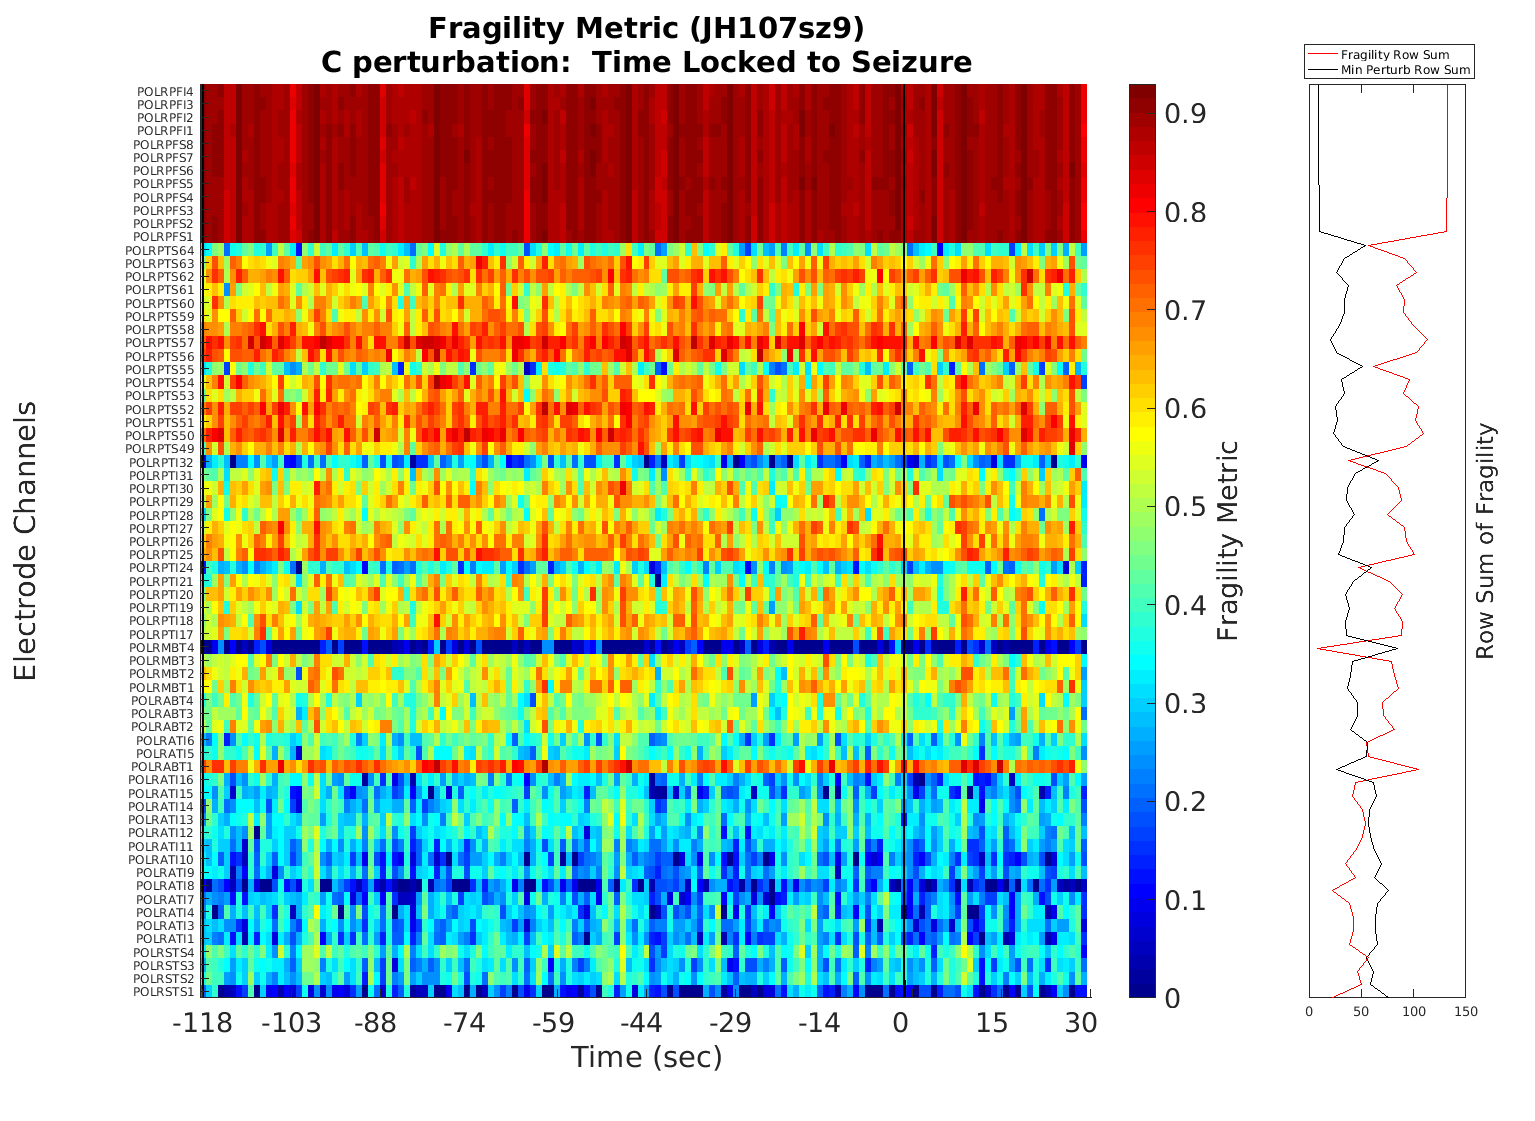 Fragility Metric (JH107sz9)
C perturbation:  Time Locked to Seizure
Fragility Row Sum
Min Perturb Row Sum
Electrode Channels
POLRPFI4
POLRPFI3
POLRPFI2
POLRPFI1
POLRPFS8
POLRPFS7
POLRPFS6
POLRPFS5
POLRPFS4
POLRPFS3
POLRPFS2
POLRPFS1
POLRPTS64
POLRPTS63
POLRPTS62
POLRPTS61
POLRPTS60
POLRPTS59
POLRPTS58
POLRPTS57
POLRPTS56
POLRPTS55
POLRPTS54
POLRPTS53
POLRPTS52
POLRPTS51
POLRPTS50
POLRPTS49
POLRPTI32
POLRPTI31
POLRPTI30
POLRPTI29
POLRPTI28
POLRPTI27
POLRPTI26
POLRPTI25
POLRPTI24
POLRPTI21
POLRPTI20
POLRPTI19
POLRPTI18
POLRPTI17
POLRMBT4
POLRMBT3
POLRMBT2
POLRMBT1
POLRABT4
POLRABT3
POLRABT2
POLRATI6
POLRATI5
POLRABT1
POLRATI16
POLRATI15
POLRATI14
POLRATI13
POLRATI12
POLRATI11
POLRATI10
POLRATI9
POLRATI8
POLRATI7
POLRATI4
POLRATI3
POLRATI1
POLRSTS4
POLRSTS3
POLRSTS2
POLRSTS1
-118 -103 -88 -74 -59 -44 -29 -14 0 15 30
Time (sec)
0.9
0.8
0.7
0.6
0.5
0.4
0.3
0.2
0.1
0
Fragility Metric
0 50 100 150
Row Sum of Fragility